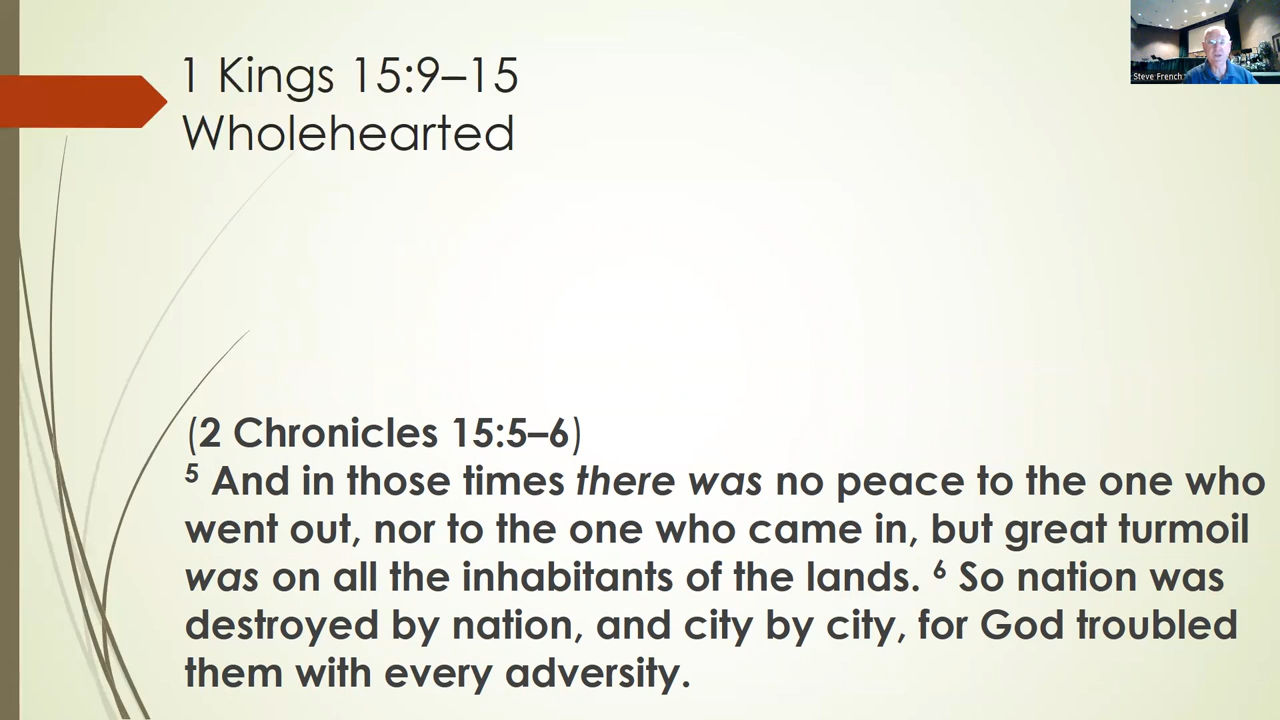 1 Kings 15:9–15
Wholehearted
Steve French
(2 Chronicles 15:5–6)
⁵ And in those times there was no peace to the one who
went out, nor to the one who came in, but great turmoil
was on all the inhabitants of the lands. ⁶ So nation was
destroyed by nation, and city by city, for God troubled
them with every adversity.